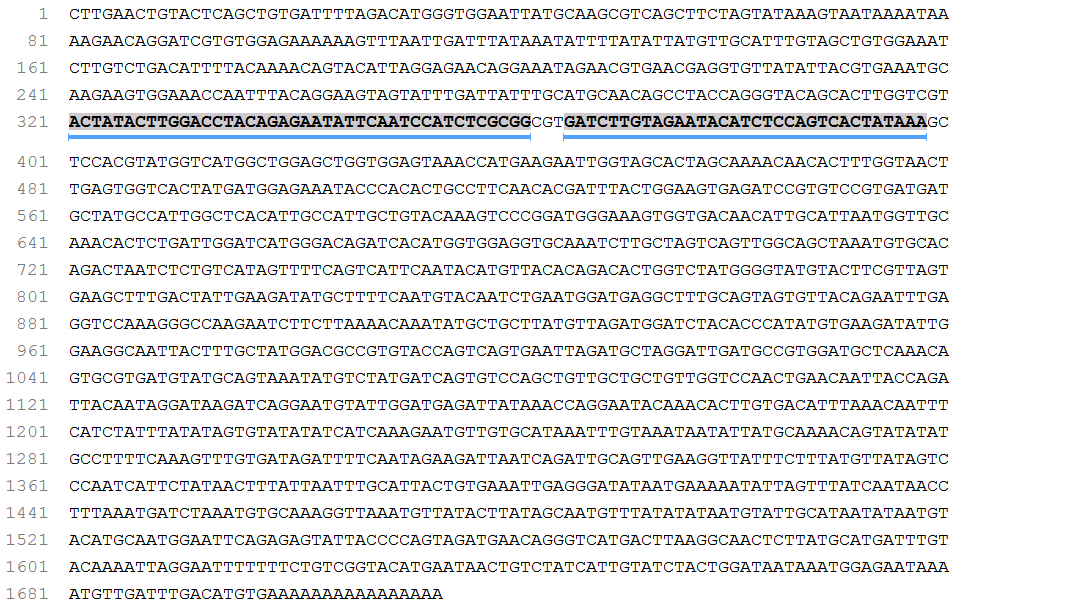 1 CTTGAACTGTACTCAGCTGTGATTTTAGACATGGGTGGAATTATGCAAGCGTCAGCTTCTAGTATAAAGTAATAAAATAA
81 AAGAACAGGATCGTGTGGAGAAAAAAGTTTAATTGATTTATAAATATTTTATATTATGTTGCATTTGTAGCTGTGGAAAT
161 CTTGTCTGACATTTTACAAAACAGTACATTAGGAGAACAGGAAATAGAACGTGAACGAGGTGTTATATTACGTGAAATGC
241 AAGAAGTGGAAACCAATTTACAGGAAGTAGTATTTGATTATTTGCATGCAACAGCCTACCAGGGTACAGCACTTGGTCGT
321 ACTATACTTGGACCTACAGAGAATATTCAATCCATCTCGCGGCGTGATCTTGTAGAATACATCTCCAGTCACTATAAAGC
401 TCCACGTATGGTCATGGCTGGAGCTGGTGGAGTAAACCATGAAGAATTGGTAGCACTAGCAAAACAACACTTTGGTAACT
481 TGAGTGGTCACTATGATGGAGAAATACCCACACTGCCTTCAACACGATTTACTGGAAGTGAGATCCGTGTCCGTGATGAT
561 GCTATGCCATTGGCTCACATTGCCATTGCTGTACAAAGTCCCGGATGGGAAAGTGGTGACAACATTGCATTAATGGTTGC
641 AAACACTCTGATTGGATCATGGGACAGATCACATGGTGGAGGTGCAAATCTTGCTAGTCAGTTGGCAGCTAAATGTGCAC
721 AGACTAATCTCTGTCATAGTTTTCAGTCATTCAATACATGTTACACAGACACTGGTCTATGGGGTATGTACTTCGTTAGT
801 GAAGCTTTGACTATTGAAGATATGCTTTTCAATGTACAATCTGAATGGATGAGGCTTTGCAGTAGTGTTACAGAATTTGA
881 GGTCCAAAGGGCCAAGAATCTTCTTAAAACAAATATGCTGCTTATGTTAGATGGATCTACACCCATATGTGAAGATATTG
961 GAAGGCAATTACTTTGCTATGGACGCCGTGTACCAGTCAGTGAATTAGATGCTAGGATTGATGCCGTGGATGCTCAAACA
1041 GTGCGTGATGTATGCAGTAAATATGTCTATGATCAGTGTCCAGCTGTTGCTGCTGTTGGTCCAACTGAACAATTACCAGA
1121 TTACAATAGGATAAGATCAGGAATGTATTGGATGAGATTATAAACCAGGAATACAAACACTTGTGACATTTAAACAATTT
1201 CATCTATTTATATAGTGTATATATCATCAAAGAATGTTGTGCATAAATTTGTAAATAATATTATGCAAAACAGTATATAT
1281 GCCTTTTCAAAGTTTGTGATAGATTTTCAATAGAAGATTAATCAGATTGCAGTTGAAGGTTATTTCTTTATGTTATAGTC
1361 CCAATCATTCTATAACTTTATTAATTTGCATTACTGTGAAATTGAGGGATATAATGAAAAATATTAGTTTATCAATAACC
1441 TTTAAATGATCTAAATGTGCAAAGGTTAAATGTTATACTTATAGCAATGTTTATATATAATGTATTGCATAATATAATGT
1521 ACATGCAATGGAATTCAGAGAGTATTACCCCAGTAGATGAACAGGGTCATGACTTAAGGCAACTCTTATGCATGATTTGT
1601 ACAAAATTAGGAATTTTTTTCTGTCGGTACATGAATAACTGTCTATCATTGTATCTACTGGATAATAAATGGAGAATAAA
1681 ATGTTGATTTGACATGTGAAAAAAAAAAAAAAAAA